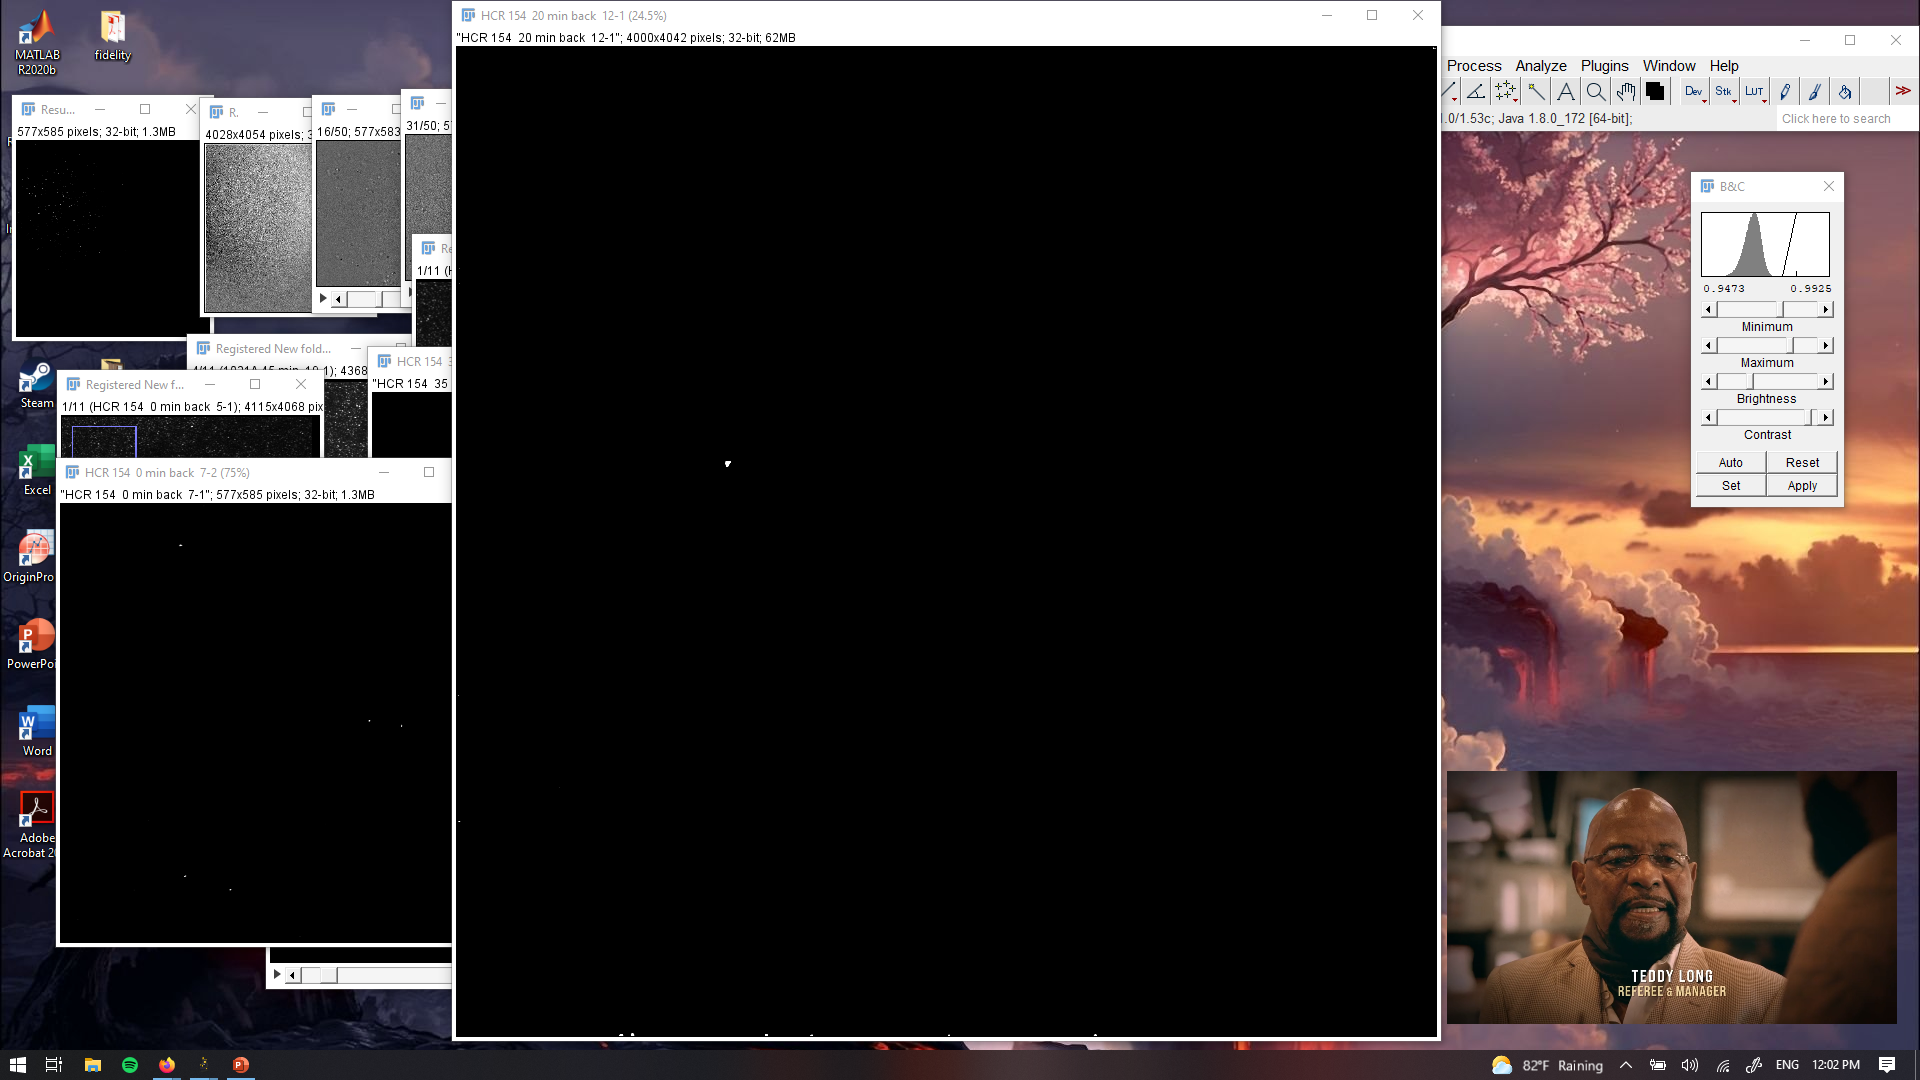 MATLAB
R2020b
fidelity
Resu...
577x585 pixels; 32-bit; 1.3MB
R.
4028x4054 pixels; 3
16/50; 577x583
31/50; 5
Re
1/11 (H
Registered New fold...
HCR 154 3
"HCR 154 35
Registered New f...
1/11 (HCR 154 0 min back 5-1); 4115x4068 pix
HCR 154 0 min back 7-2 (75%)
"HCR 154 0 min back 7-1"; 577x585 pixels; 32-bit; 1.3MB
HCR 154 20 min back 12-1 (24.5%)
"HCR 154 20 min back 12-1"; 4000x4042 pixels; 32-bit; 62MB
Steam
Excel
OriginPro
PowerPoi
Word
Adobe
Acrobat 2
Process Analyze Plugins Window Help
Dev Stk LUT
.0/1.53c; Java 1.8.0_172 [64-bit];
Click here to search
B&C
0.9473 0.9925
Minimum
Maximum
Brightness
Contrast
Auto Reset
Set Apply
TEDDY LONG
REFEREE & MANAGER
82°F Raining
ENG
12:02 PM